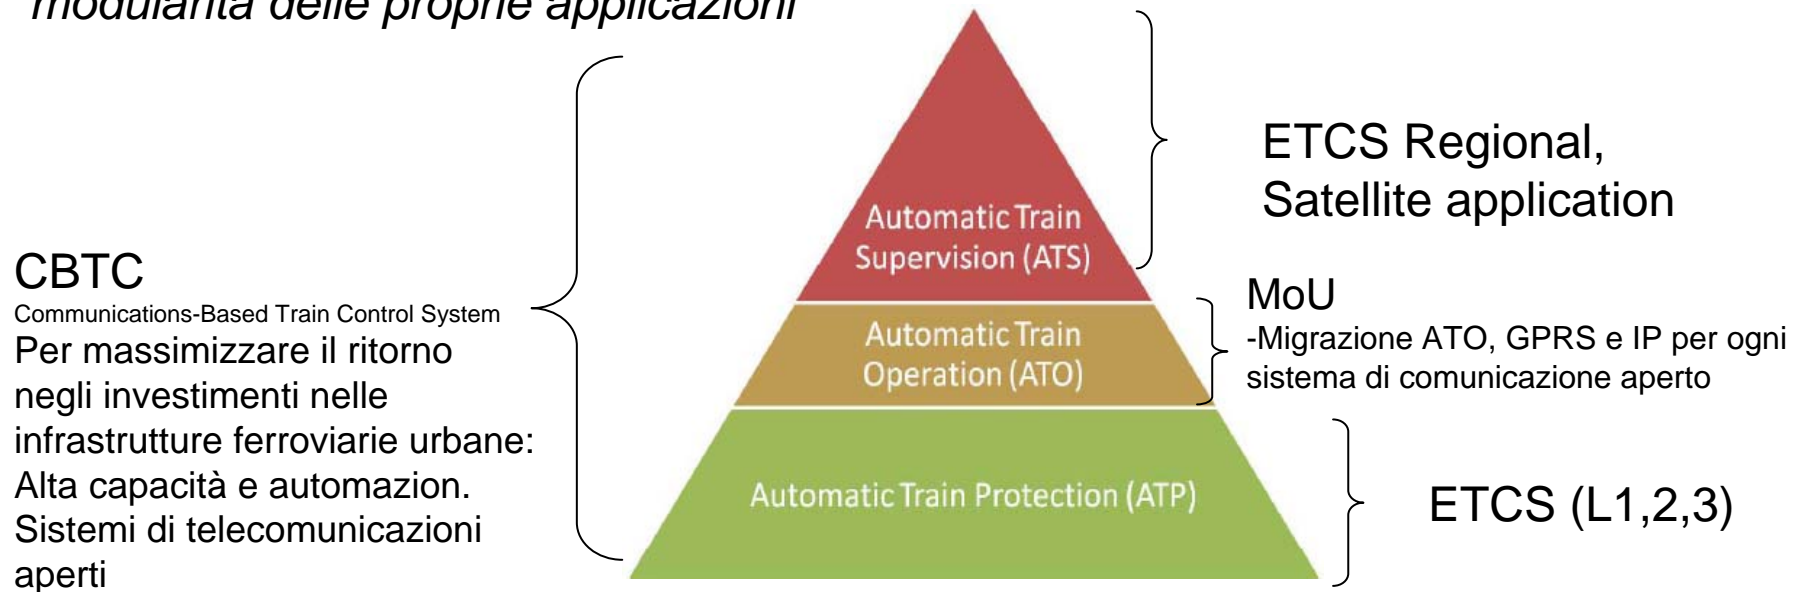 modularità delle proprie applicazioni
CBTC
Communications-Based Train Control System
Per massimizzare il ritorno
negli investimenti nelle
infrastrutture ferroviarie urbane:
Alta capacità e automazion.
Sistemi di telecomunicazioni
aperti
Automatic Train
Supervision (ATS)
Automatic Train
Operation (ATO)
Automatic Train Protection (ATP)
ETCS Regional,
Satellite application
MoU
-Migrazione ATO, GPRS e IP per ogni
sistema di comunicazione aperto
ETCS (L1,2,3)